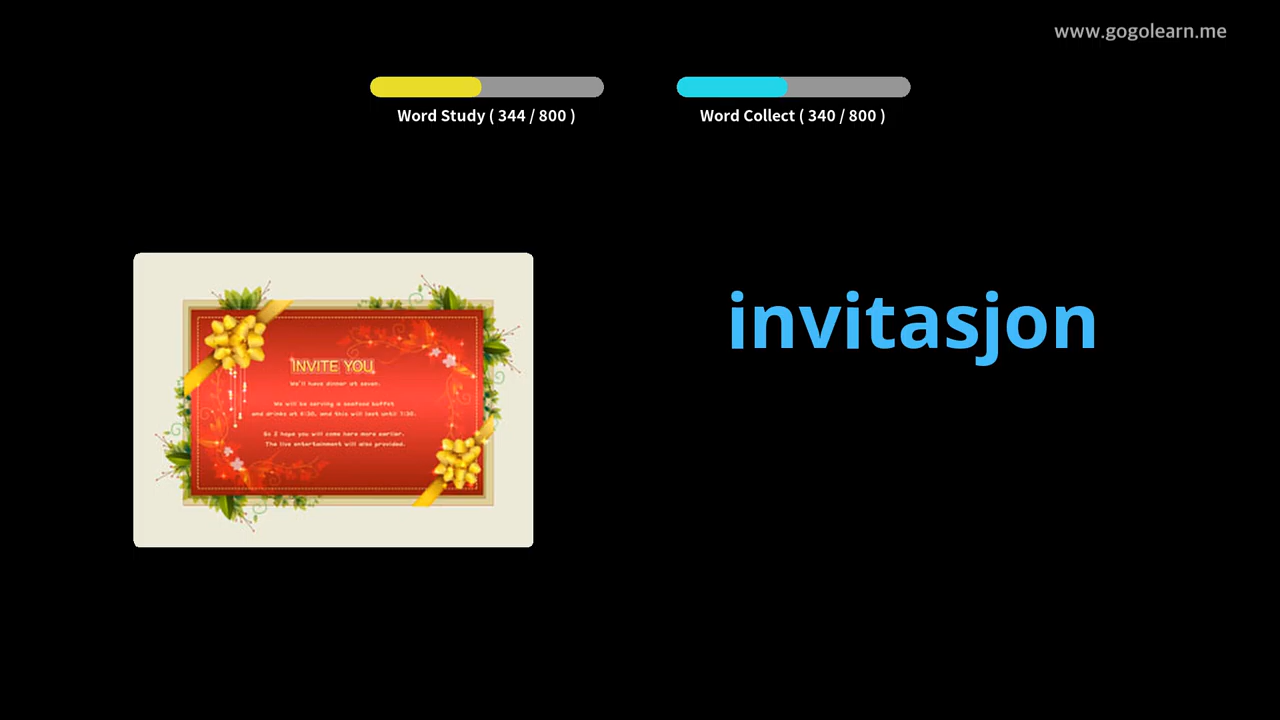 www.gogolearn.me
Word Study ( 344 / 800 )
Word Collect ( 340 / 800 )
invitasjon
INVITE YOU
We'll have dinner at seven.
We will be serving a seafood buffet
and drinks at 6:30, and this will last until 7:30.
So I hope you will come here more earlier.
The live entertainment will also provided.